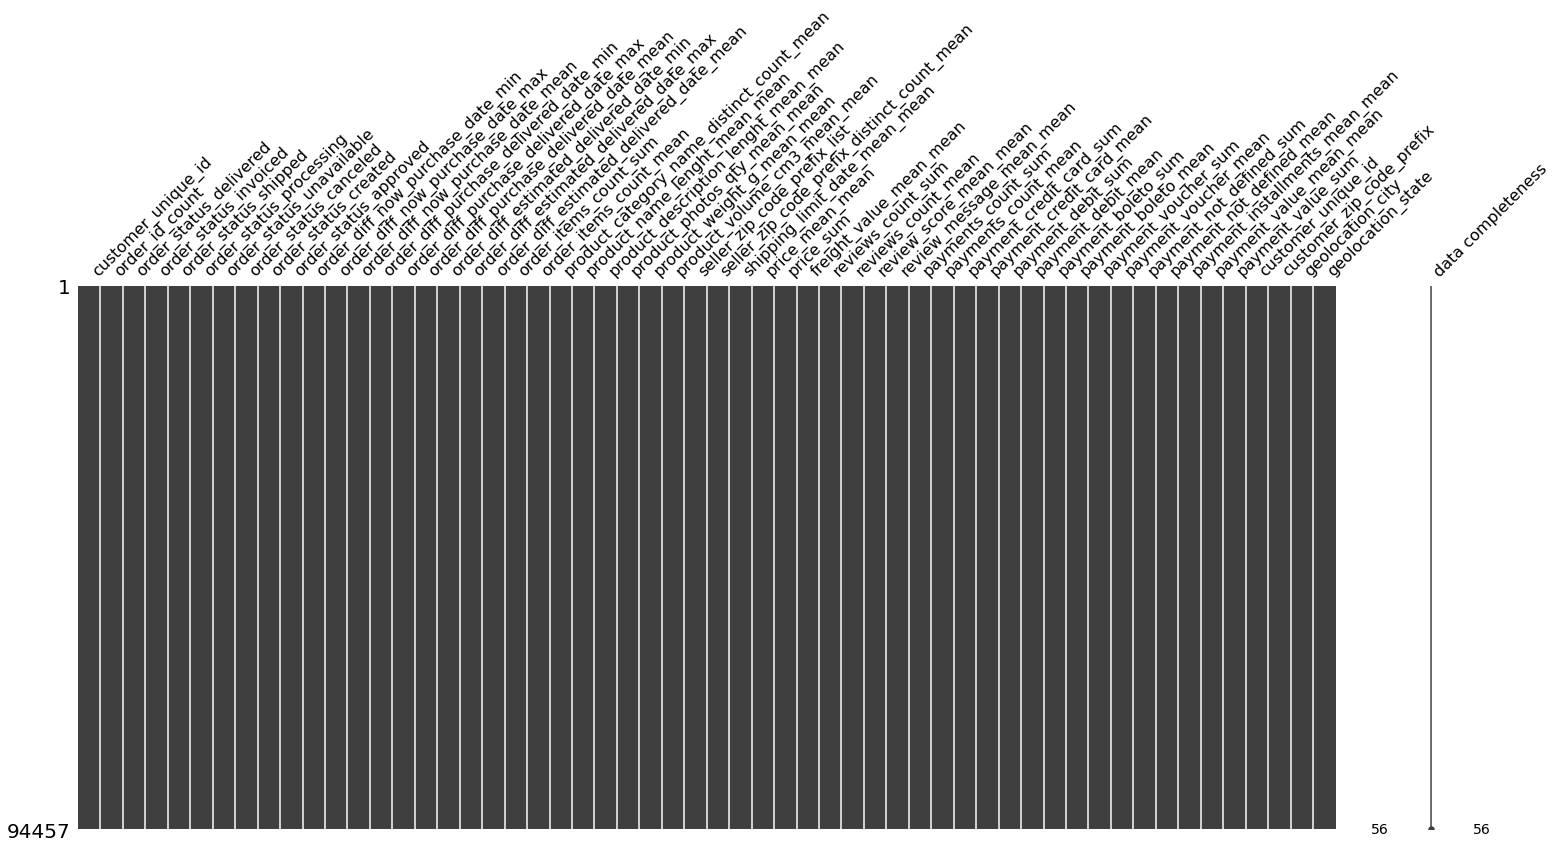 customer_unique_id
order_id_count
order_status_delivered
order_status_invoiced
order_status_shipped
order_status_processing
order_status_unavailable
order_status_canceled
order_status_created
order_status_approved
order_diff_now_purchase_date_min
order_diff_now_purchase_date_max
order_diff_now_purchase_date_mean
order_diff_purchase_delivered_date_min
order_diff_purchase_delivered_date_max
order_diff_purchase_delivered_date_mean
order_diff_estimated_delivered_date_min
order_diff_estimated_delivered_date_max
order_diff_estimated_delivered_date_mean
order_items_count_sum
order_items_count_mean
product_category_name_distinct_count_mean
product_name_lenght_mean_mean
product_description_lenght_mean_mean
product_photos_qty_mean_mean
product_weight_g_mean_mean
product_volume_cm3_mean_mean
seller_zip_code_prefix_list
seller_zip_code_prefix_distinct_count_mean
shipping_limit_date_mean_mean
price_mean_mean
price_sum
freight_value_mean_mean
reviews_count_sum
reviews_count_mean
review_score_mean_mean
review_message_mean_mean
payments_count_sum
payments_count_mean
payment_credit_card_sum
payment_credit_card_mean
payment_debit_sum
payment_debit_mean
payment_boleto_sum
payment_boleto_mean
payment_voucher_sum
payment_voucher_mean
payment_not_defined_sum
payment_not_defined_mean
payment_installments_mean_mean
payment_value_mean_mean
payment_value_sum
customer_unique_id
customer_zip_code_prefix
geolocation_city
geolocation_state
data completeness
1
94457
56
56